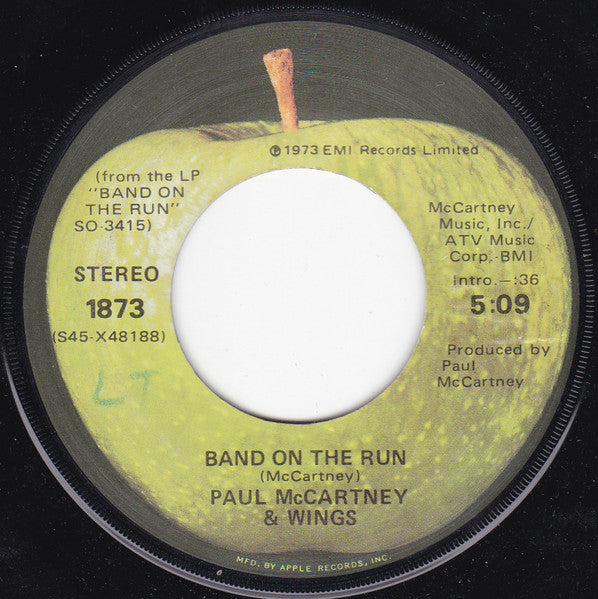 ℗ 1973 EMI Records Limited
(from the LP
"BAND ON
THE RUN"
SO-3415)
STEREO
1873
(S45-X48188)
LT
McCartney
Music, Inc./
ATV Music
Corp.-BMI
Intro.—:36
5:09
Produced by
Paul
McCartney
BAND ON THE RUN
(McCartney)
PAUL McCARTNEY
& WINGS
MFD. BY APPLE RECORDS, INC.